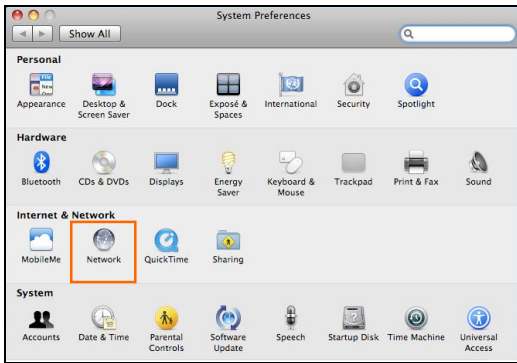 System Preferences
Show All
Personal
Appearance
Desktop & Screen Saver
Dock
Exposé & Spaces
International
Security
Spotlight
Hardware
Bluetooth
CDs & DVDs
Displays
Energy Saver
Keyboard & Mouse
Trackpad
Print & Fax
Sound
Internet & Network
MobileMe
Network
QuickTime
Sharing
System
Accounts
Date & Time
Parental Controls
Software Update
Speech
Startup Disk
Time Machine
Universal Access